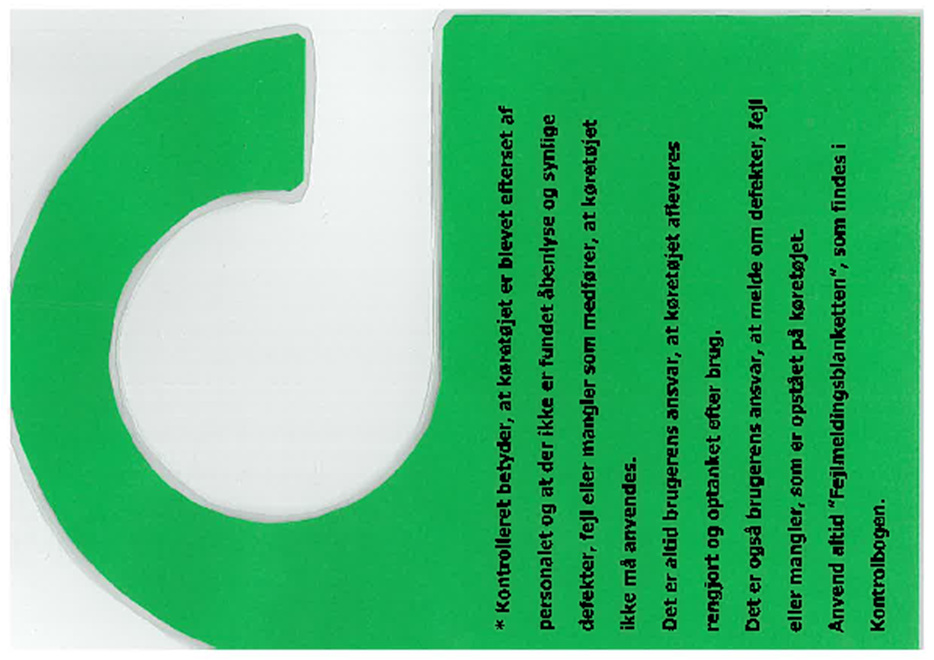 * Kontrolleret betyder, at køretøjet er blevet efterset af
personalet og at der ikke er fundet åbenlyse og synlige
defekter, fejl eller mangler som medfører, at køretøjet
ikke må anvendes.
Det er altid brugerens ansvar, at køretøjet afleveres
rengjort og optanket efter brug.
Det er også brugerens ansvar, at melde om defekter, fejl
eller mangler, som er opstået på køretøjet.
Anvend altid "Fejlmeldingsblanketten", som findes i
Kontrolbogen.